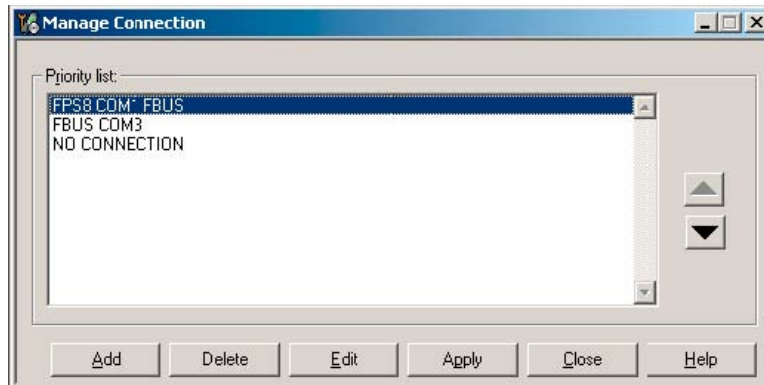 Manage Connection
Priority list:
FPS8 COM* FBUS
FBUS COM3
NO CONNECTION
Add Delete Edit Apply Close Help